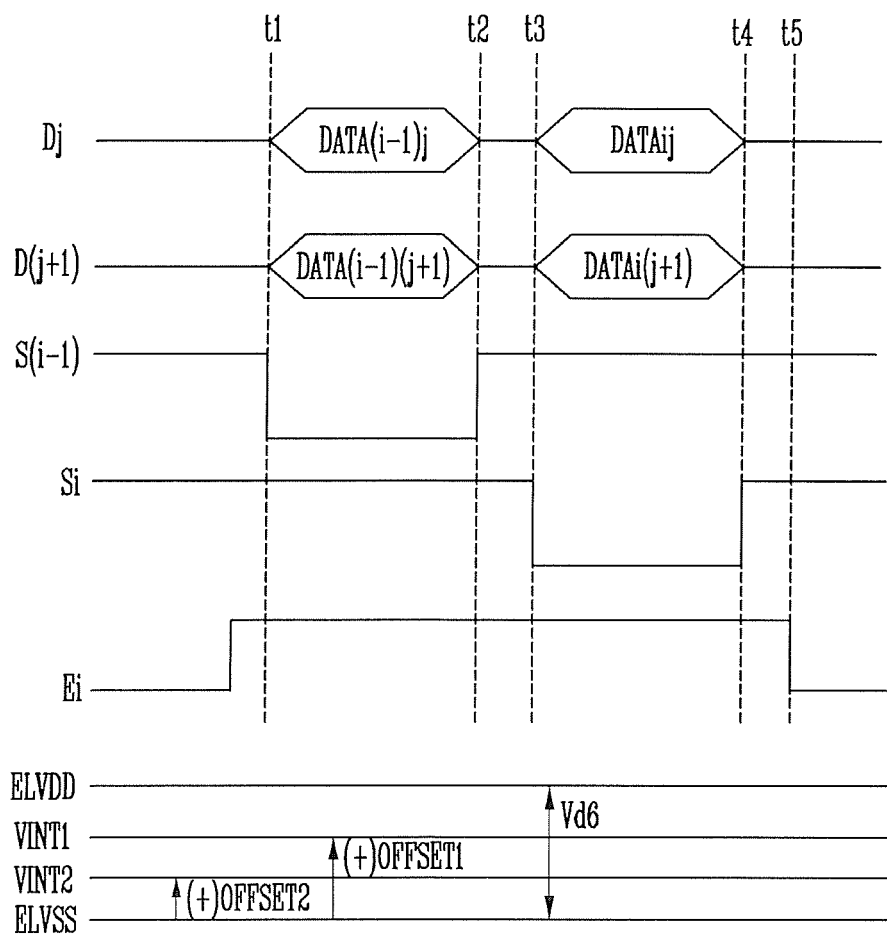 t1 t2 t3 t4 t5
Dj DATA(i-1)j DATAij
D(j+1) DATA(i-1)(j+1) DATAi(j+1)
S(i-1)
Si
Ei
ELVDD
Vd6
VINT1
(+)OFFSET1
VINT2
(+)OFFSET2
ELVSS